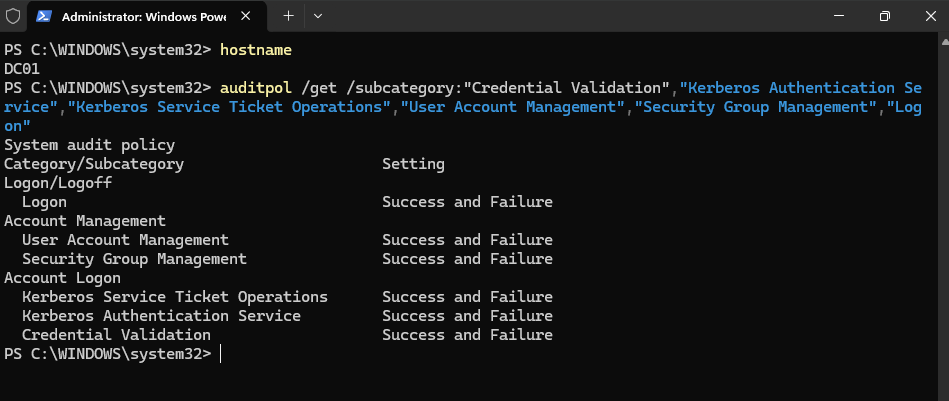 Administrator: Windows Powe
PS C:\WINDOWS\system32> hostname
DC01
PS C:\WINDOWS\system32> auditpol /get /subcategory:"Credential Validation","Kerberos Authentication Se
rvice","Kerberos Service Ticket Operations","User Account Management","Security Group Management","Log
on"
System audit policy
Category/Subcategory                      Setting
Logon/Logoff
  Logon                                   Success and Failure
Account Management
  User Account Management                 Success and Failure
  Security Group Management               Success and Failure
Account Logon
  Kerberos Service Ticket Operations      Success and Failure
  Kerberos Authentication Service         Success and Failure
  Credential Validation                   Success and Failure
PS C:\WINDOWS\system32>